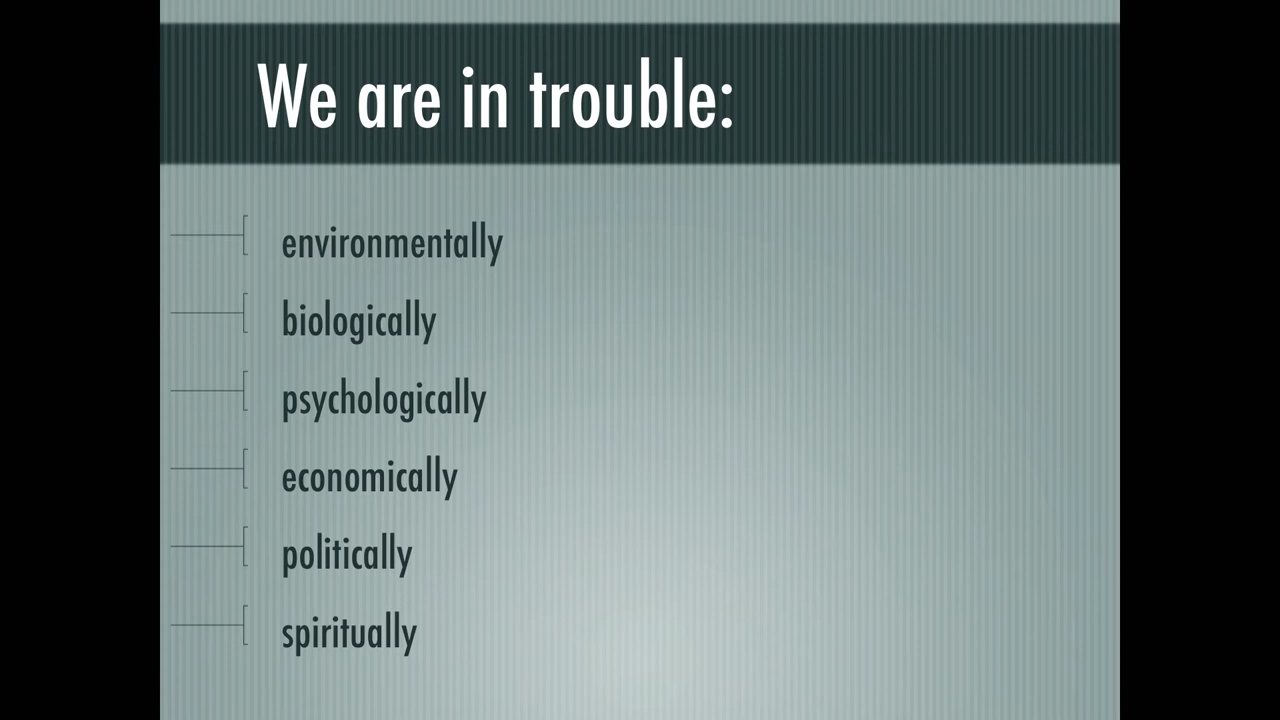 We are in trouble:
environmentally
biologically
psychologically
economically
politically
spiritually